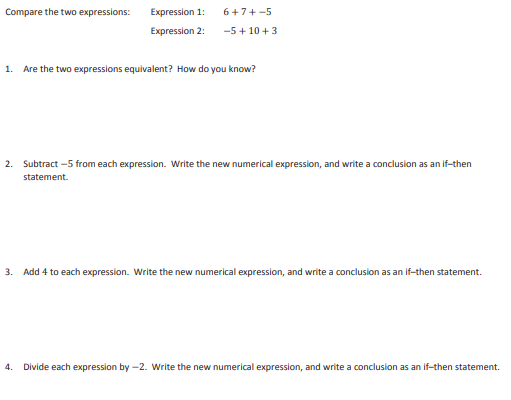 Compare the two expressions: Expression 1: 6 + 7 + −5
Expression 2: −5 + 10 + 3
1. Are the two expressions equivalent? How do you know?
2. Subtract −5 from each expression. Write the new numerical expression, and write a conclusion as an if–then
statement.
3. Add 4 to each expression. Write the new numerical expression, and write a conclusion as an if–then statement.
4. Divide each expression by −2. Write the new numerical expression, and write a conclusion as an if–then statement.